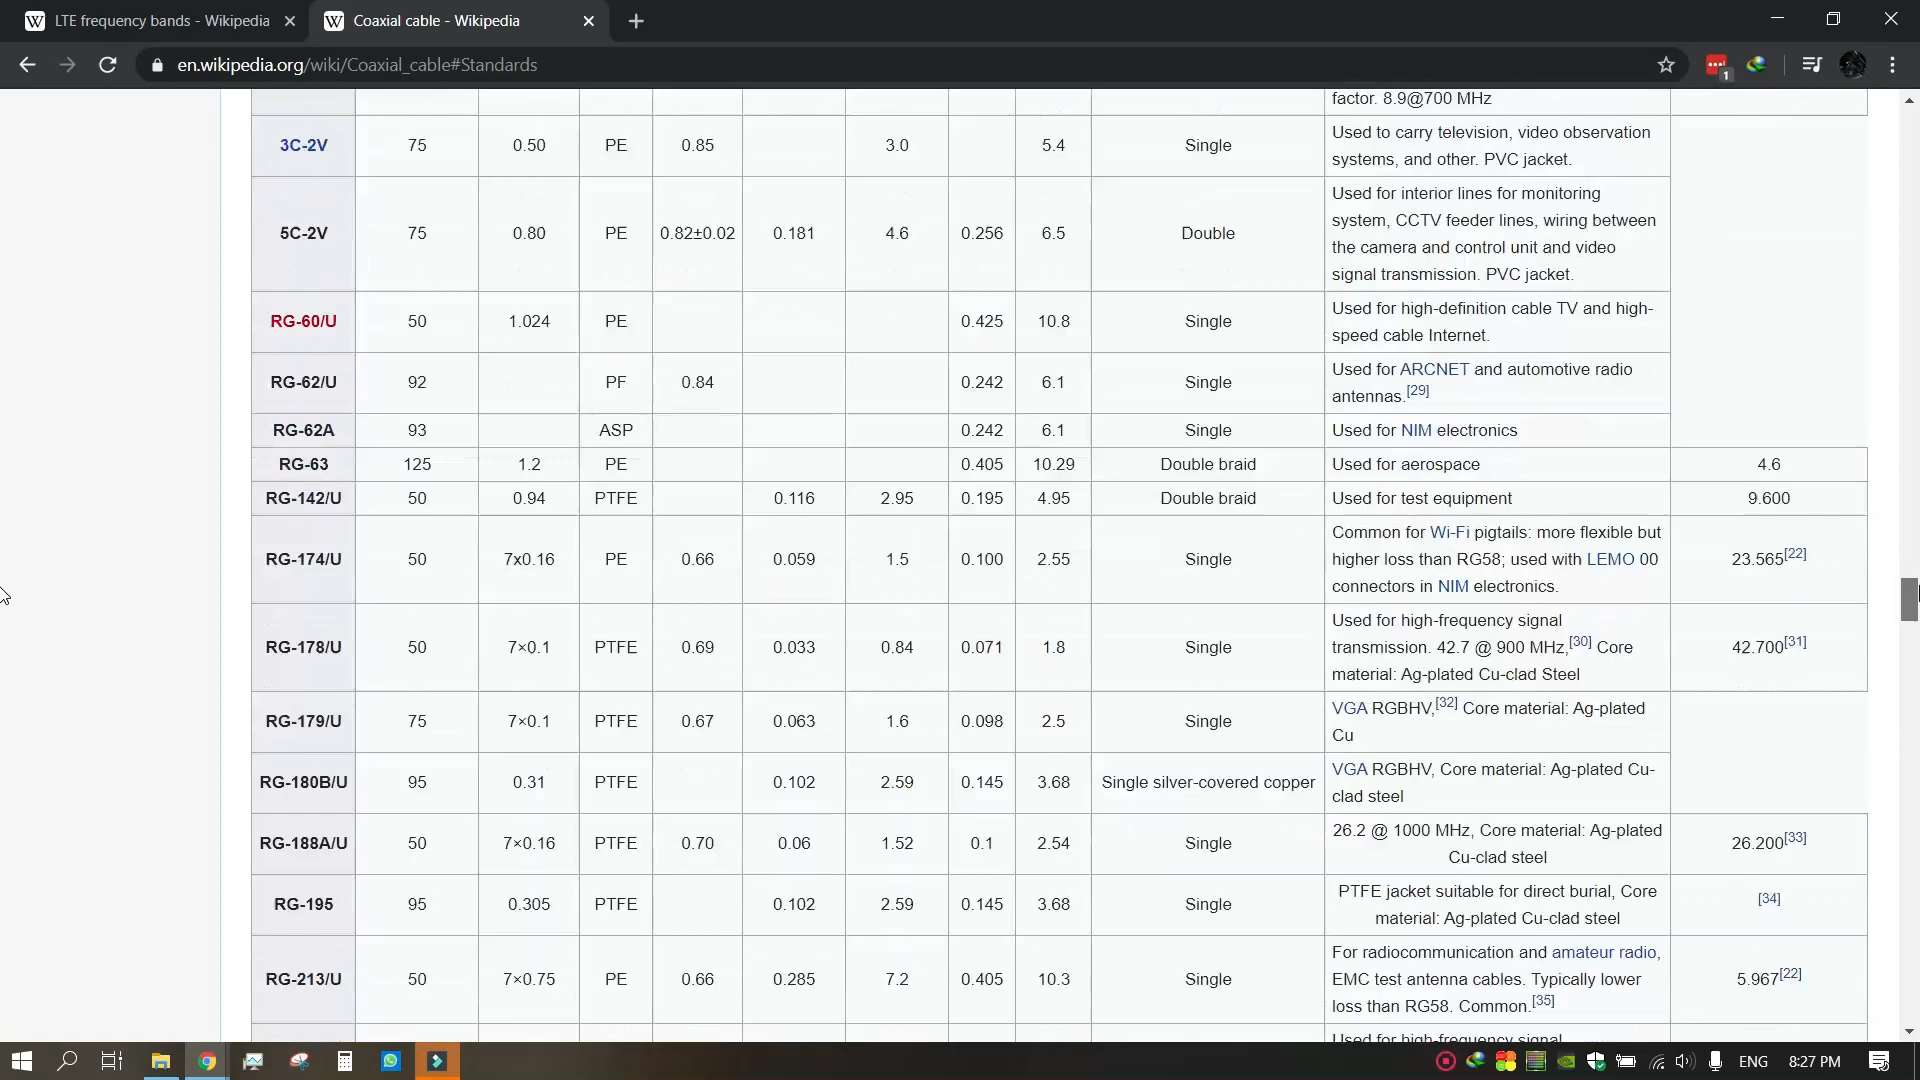 LTE frequency bands - Wikipedia
Coaxial cable - Wikipedia
en.wikipedia.org/wiki/Coaxial_cable#Standards
1
factor. 8.9@700 MHz
3C-2V 75 0.50 PE 0.85 3.0 5.4 Single
Used to carry television, video observation
systems, and other. PVC jacket.
5C-2V 75 0.80 PE 0.82±0.02 0.181 4.6 0.256 6.5 Double
Used for interior lines for monitoring
system, CCTV feeder lines, wiring between
the camera and control unit and video
signal transmission. PVC jacket.
RG-60/U 50 1.024 PE 0.425 10.8 Single
Used for high-definition cable TV and high-
speed cable Internet.
RG-62/U 92 PF 0.84 0.242 6.1 Single
Used for ARCNET and automotive radio
antennas.[29]
RG-62A 93 ASP 0.242 6.1 Single Used for NIM electronics
RG-63 125 1.2 PE 0.405 10.29 Double braid Used for aerospace 4.6
RG-142/U 50 0.94 PTFE 0.116 2.95 0.195 4.95 Double braid Used for test equipment 9.600
RG-174/U 50 7x0.16 PE 0.66 0.059 1.5 0.100 2.55 Single
Common for Wi-Fi pigtails: more flexible but
higher loss than RG58; used with LEMO 00
connectors in NIM electronics.
23.565[22]
RG-178/U 50 7×0.1 PTFE 0.69 0.033 0.84 0.071 1.8 Single
Used for high-frequency signal
transmission. 42.7 @ 900 MHz,[30] Core
material: Ag-plated Cu-clad Steel
42.700[31]
RG-179/U 75 7×0.1 PTFE 0.67 0.063 1.6 0.098 2.5 Single
VGA RGBHV,[32] Core material: Ag-plated
Cu
RG-180B/U 95 0.31 PTFE 0.102 2.59 0.145 3.68 Single silver-covered copper
VGA RGBHV, Core material: Ag-plated Cu-
clad steel
RG-188A/U 50 7×0.16 PTFE 0.70 0.06 1.52 0.1 2.54 Single
26.2 @ 1000 MHz, Core material: Ag-plated
Cu-clad steel
26.200[33]
RG-195 95 0.305 PTFE 0.102 2.59 0.145 3.68 Single
PTFE jacket suitable for direct burial, Core
material: Ag-plated Cu-clad steel
[34]
RG-213/U 50 7×0.75 PE 0.66 0.285 7.2 0.405 10.3 Single
For radiocommunication and amateur radio,
EMC test antenna cables. Typically lower
loss than RG58. Common.[35]
5.967[22]
Used for high-frequency signal
ENG 8:27 PM